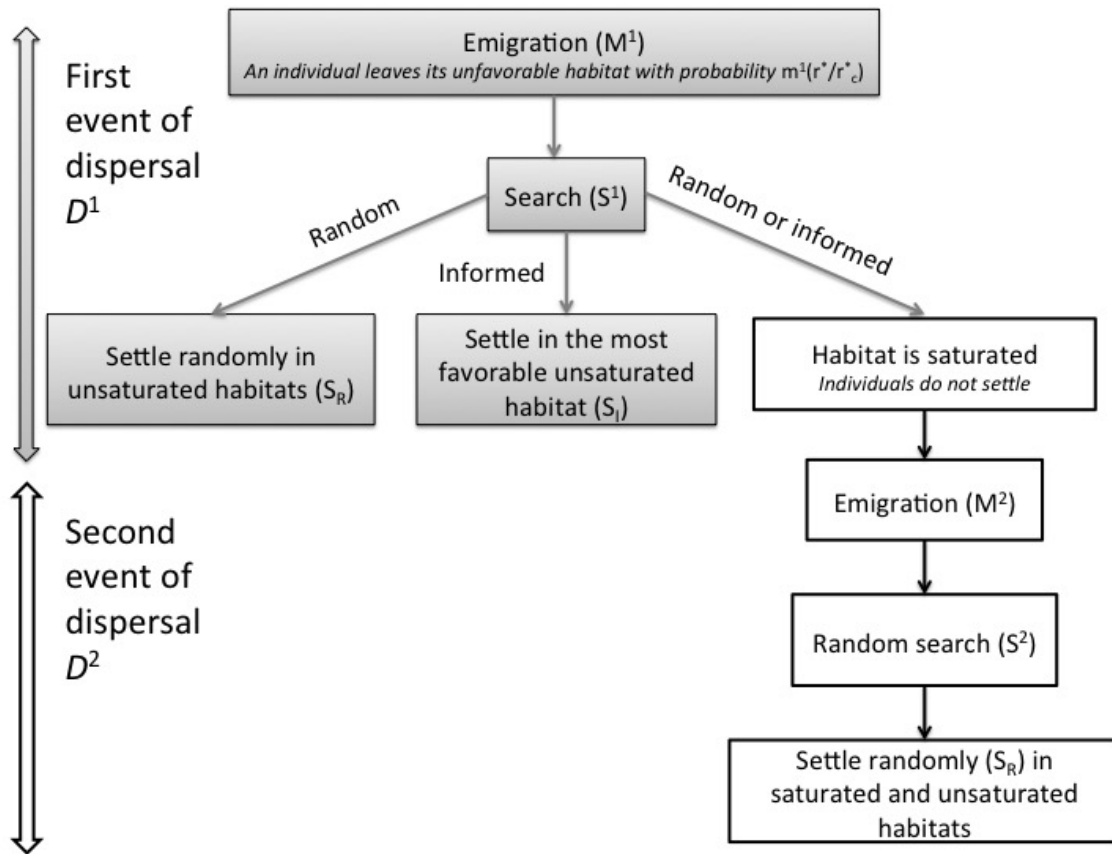 Emigration (M¹)
An individual leaves its unfavorable habitat with probability m¹(r*/r*c)
First
event of
dispersal
D¹
Search (S¹)
Random
Informed
Random or informed
Settle randomly in
unsaturated habitats (SR)
Settle in the most
favorable unsaturated
habitat (SI)
Habitat is saturated
Individuals do not settle
Second
event of
dispersal
D²
Emigration (M²)
Random search (S²)
Settle randomly (SR) in
saturated and unsaturated
habitats